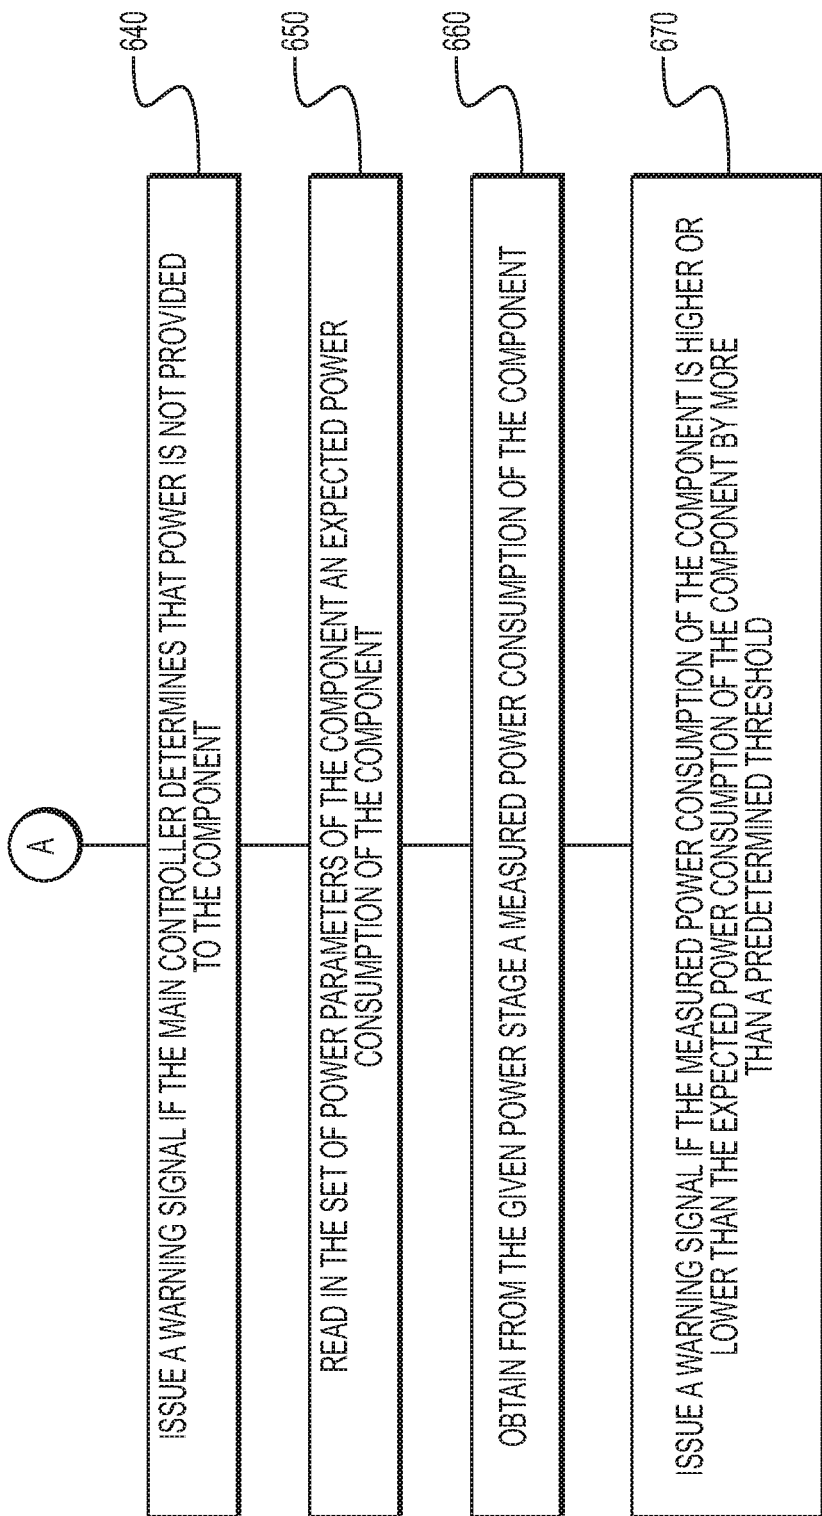 A
ISSUE A WARNING SIGNAL IF THE MAIN CONTROLLER DETERMINES THAT POWER IS NOT PROVIDED
TO THE COMPONENT
640
READ IN THE SET OF POWER PARAMETERS OF THE COMPONENT AN EXPECTED POWER
CONSUMPTION OF THE COMPONENT
650
OBTAIN FROM THE GIVEN POWER STAGE A MEASURED POWER CONSUMPTION OF THE COMPONENT
660
ISSUE A WARNING SIGNAL IF THE MEASURED POWER CONSUMPTION OF THE COMPONENT IS HIGHER OR
LOWER THAN THE EXPECTED POWER CONSUMPTION OF THE COMPONENT BY MORE
THAN A PREDETERMINED THRESHOLD
670